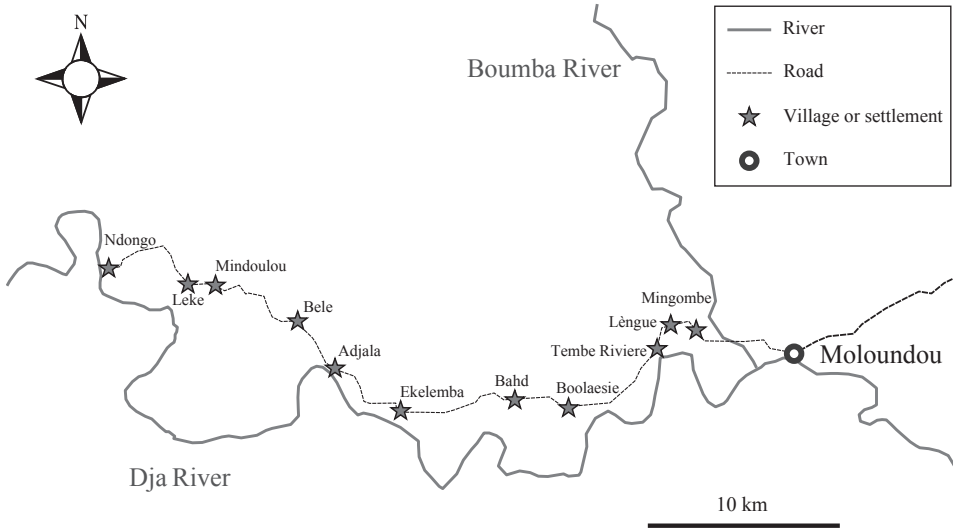 N
Boumba River
River
Road
Village or settlement
Town
Ndongo
Mindoulou
Leke
Bele
Mingombe
Lèngue
Adjala
Tembe Riviere
Moloundou
Ekelemba
Bahd
Boolaesie
Dja River
10 km